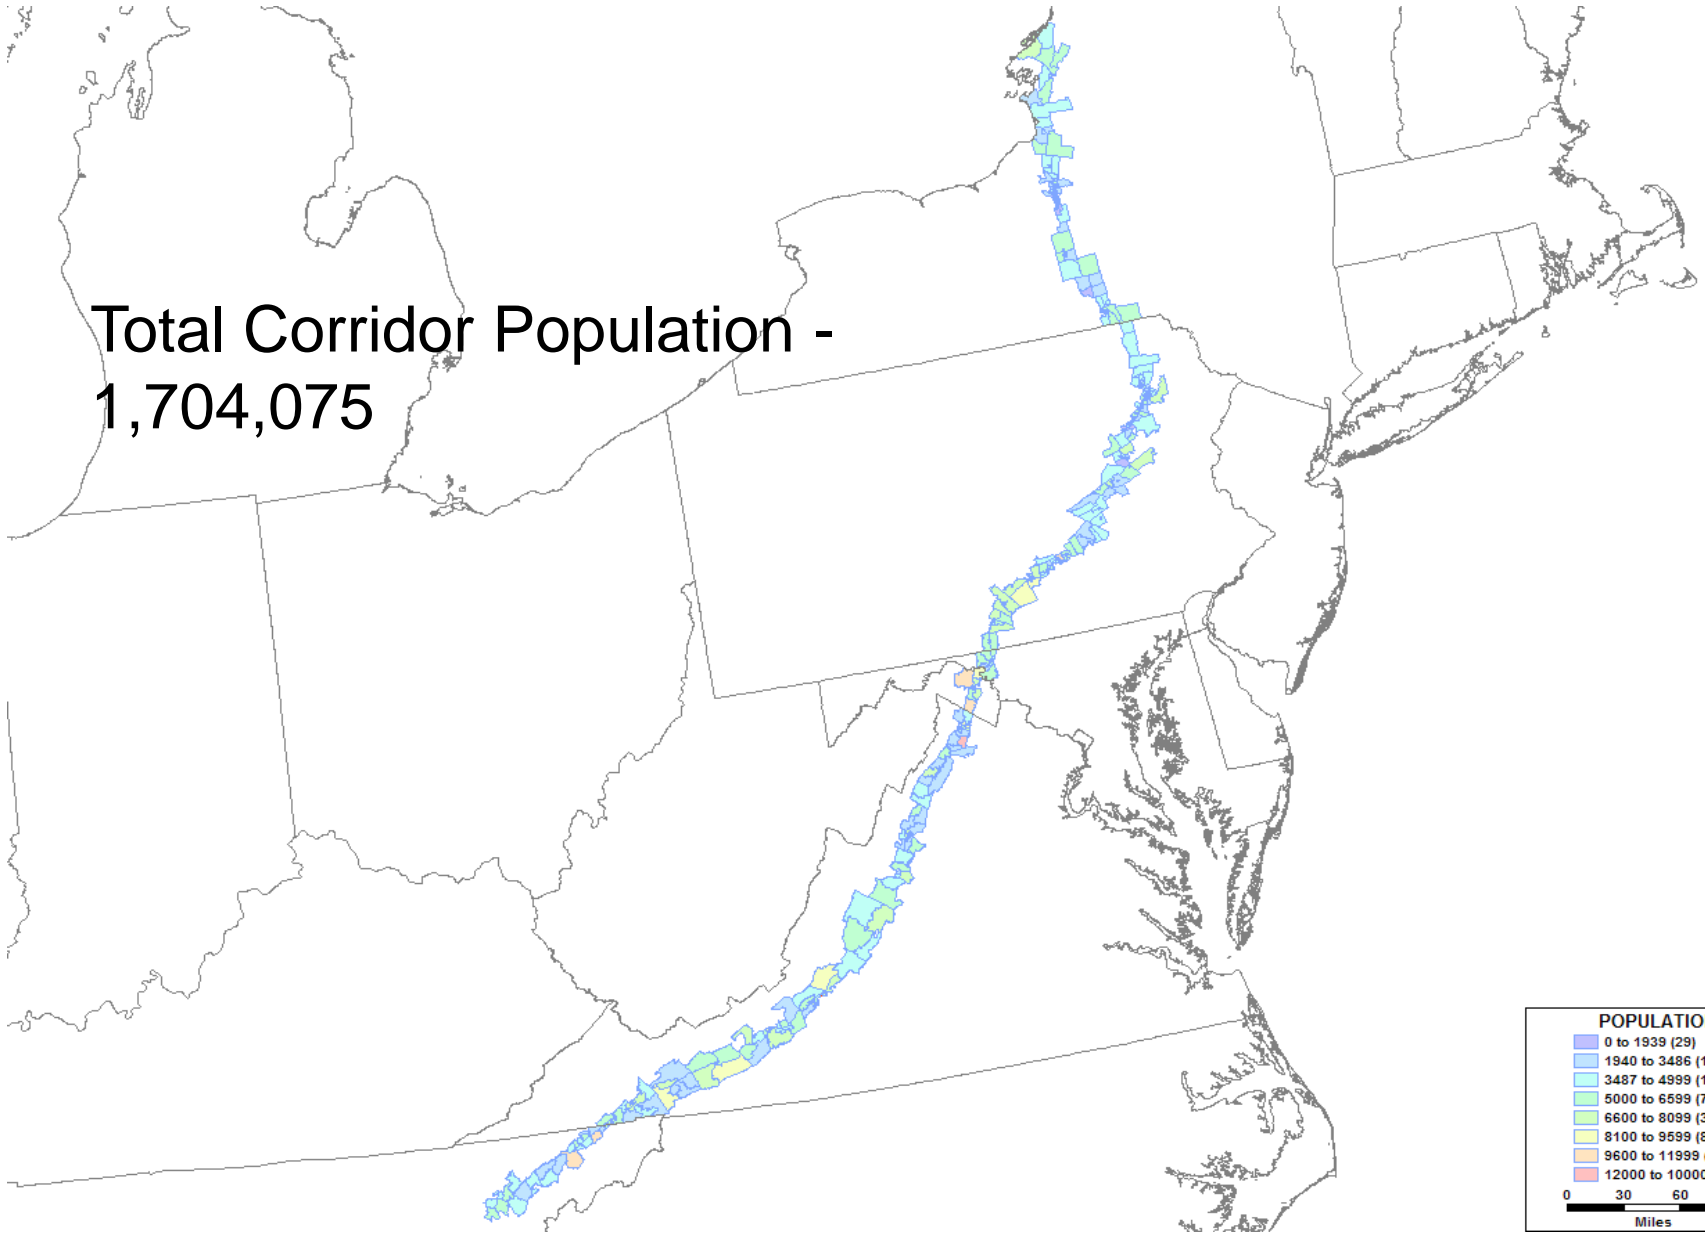 Total Corridor Population -
1,704,075
POPULATIO
0 to 1939 (29)
1940 to 3486 (1
3487 to 4999 (1
5000 to 6599 (7
6600 to 8099 (3
8100 to 9599 (8
9600 to 11999 (
12000 to 10000
0 30 60
Miles